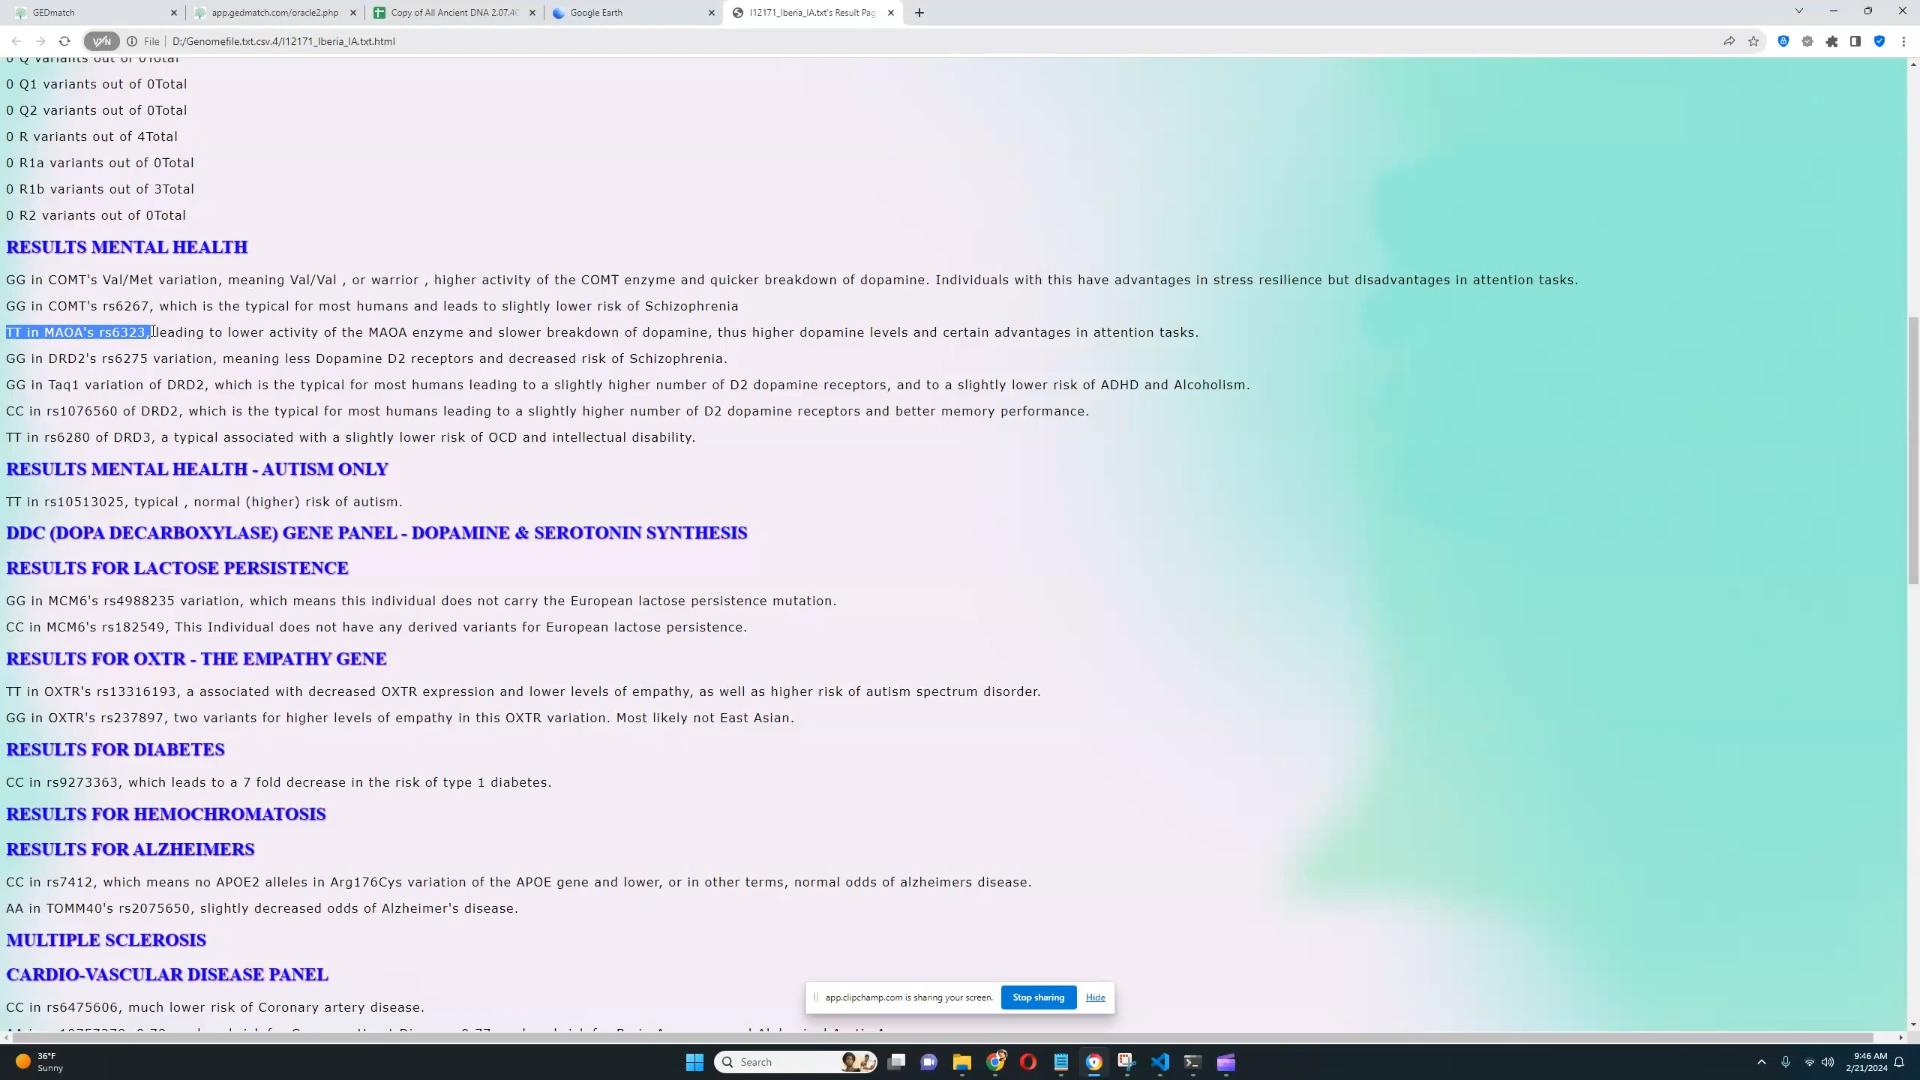 GEDmatch
app.gedmatch.com/oracle2.php
Copy of All Ancient DNA 2.07.40
Google Earth
I12171_Iberia_IA.txt's Result Pag
VPN
File
D:/Genomefile.txt.csv.4/I12171_Iberia_IA.txt.html
0 Q variants out of 0Total
0 Q1 variants out of 0Total
0 Q2 variants out of 0Total
0 R variants out of 4Total
0 R1a variants out of 0Total
0 R1b variants out of 3Total
0 R2 variants out of 0Total
RESULTS MENTAL HEALTH
GG in COMT's Val/Met variation, meaning Val/Val , or warrior , higher activity of the COMT enzyme and quicker breakdown of dopamine. Individuals with this have advantages in stress resilience but disadvantages in attention tasks.
GG in COMT's rs6267, which is the typical for most humans and leads to slightly lower risk of Schizophrenia
TT in MAOA's rs6323, leading to lower activity of the MAOA enzyme and slower breakdown of dopamine, thus higher dopamine levels and certain advantages in attention tasks.
GG in DRD2's rs6275 variation, meaning less Dopamine D2 receptors and decreased risk of Schizophrenia.
GG in Taq1 variation of DRD2, which is the typical for most humans leading to a slightly higher number of D2 dopamine receptors, and to a slightly lower risk of ADHD and Alcoholism.
CC in rs1076560 of DRD2, which is the typical for most humans leading to a slightly higher number of D2 dopamine receptors and better memory performance.
TT in rs6280 of DRD3, a typical associated with a slightly lower risk of OCD and intellectual disability.
RESULTS MENTAL HEALTH - AUTISM ONLY
TT in rs10513025, typical , normal (higher) risk of autism.
DDC (DOPA DECARBOXYLASE) GENE PANEL - DOPAMINE & SEROTONIN SYNTHESIS
RESULTS FOR LACTOSE PERSISTENCE
GG in MCM6's rs4988235 variation, which means this individual does not carry the European lactose persistence mutation.
CC in MCM6's rs182549, This Individual does not have any derived variants for European lactose persistence.
RESULTS FOR OXTR - THE EMPATHY GENE
TT in OXTR's rs13316193, a associated with decreased OXTR expression and lower levels of empathy, as well as higher risk of autism spectrum disorder.
GG in OXTR's rs237897, two variants for higher levels of empathy in this OXTR variation. Most likely not East Asian.
RESULTS FOR DIABETES
CC in rs9273363, which leads to a 7 fold decrease in the risk of type 1 diabetes.
RESULTS FOR HEMOCHROMATOSIS
RESULTS FOR ALZHEIMERS
CC in rs7412, which means no APOE2 alleles in Arg176Cys variation of the APOE gene and lower, or in other terms, normal odds of alzheimers disease.
AA in TOMM40's rs2075650, slightly decreased odds of Alzheimer's disease.
MULTIPLE SCLEROSIS
CARDIO-VASCULAR DISEASE PANEL
CC in rs6475606, much lower risk of Coronary artery disease.
app.clipchamp.com is sharing your screen.
Stop sharing
Hide
36°F
Sunny
Search
9:46 AM
2/21/2024